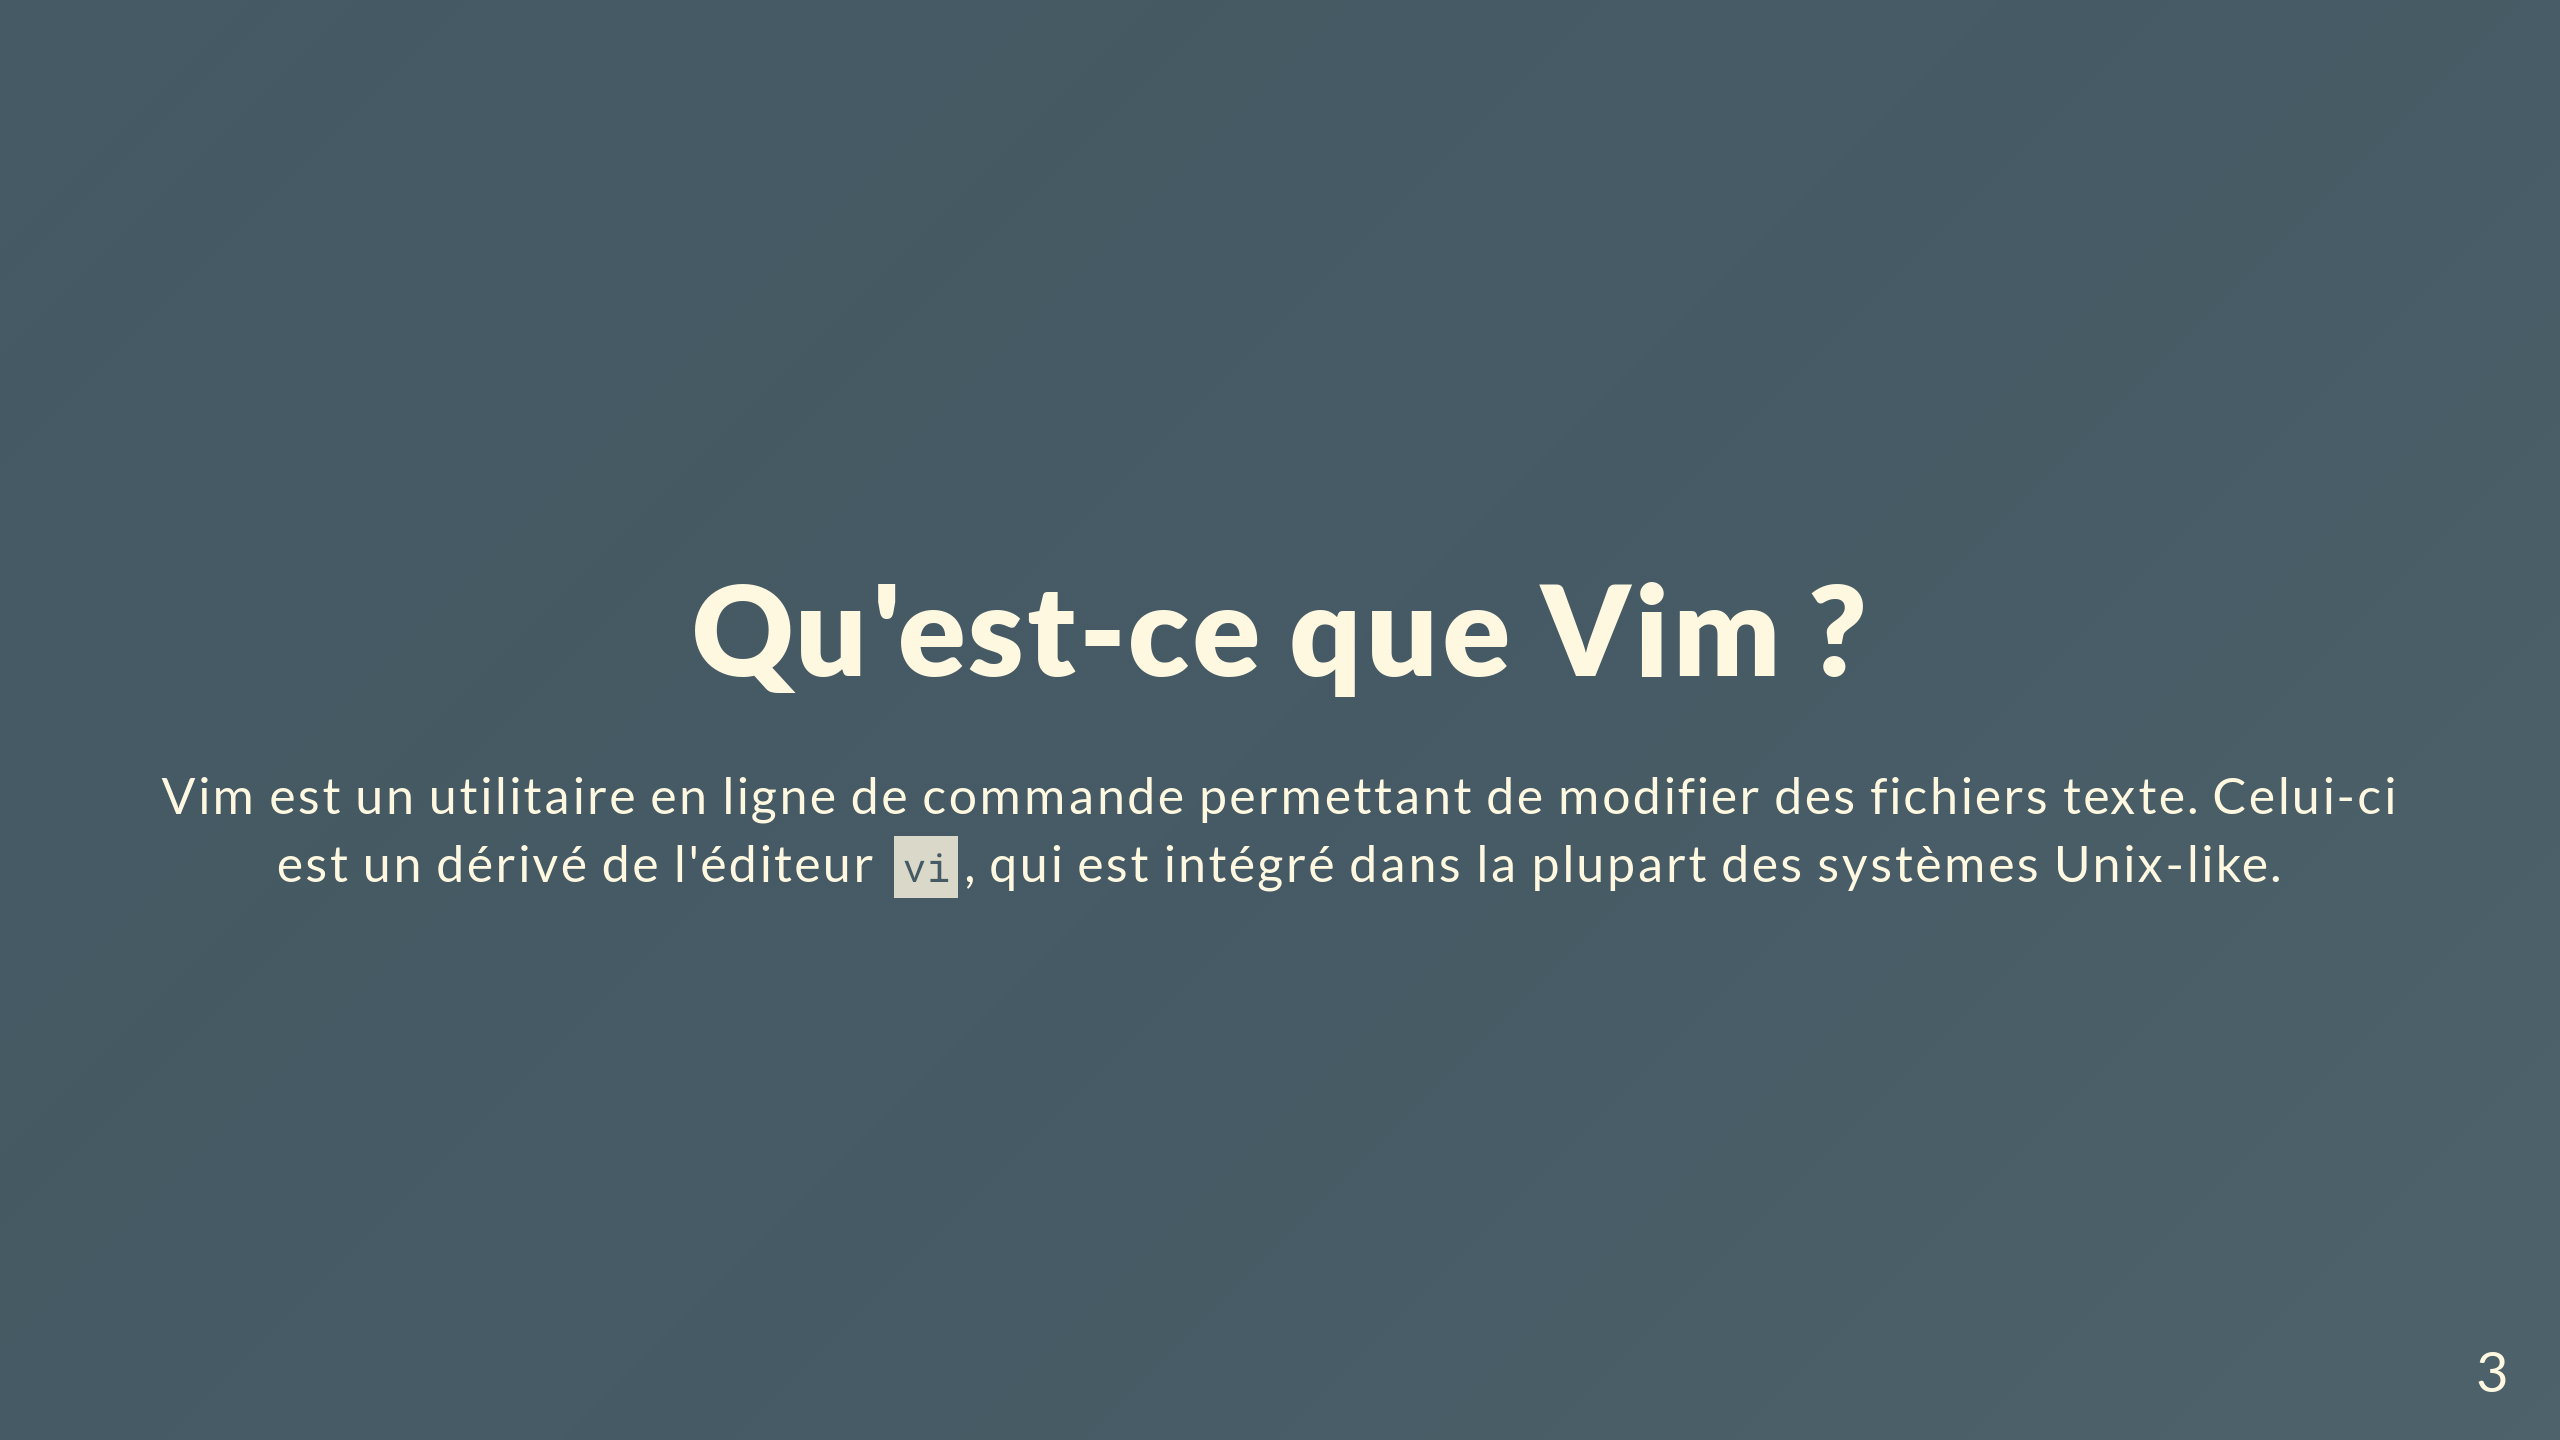 Qu'est-ce que Vim ?
Vim est un utilitaire en ligne de commande permettant de modifier des fichiers texte. Celui-ci
est un dérivé de l'éditeur vi, qui est intégré dans la plupart des systèmes Unix-like.
3